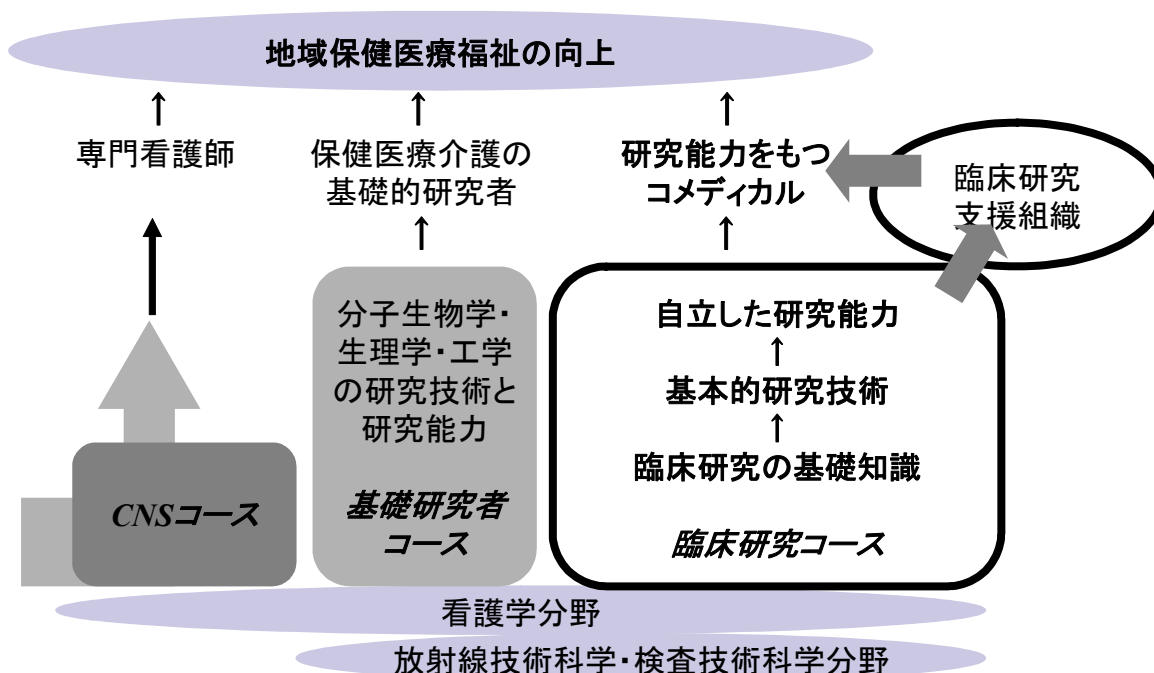 地域保健医療福祉の向上
専門看護師
保健医療介護の
基礎的研究者
研究能力をもつ
コメディカル
臨床研究
支援組織
分子生物学・
生理学・工学
の研究技術と
研究能力
自立した研究能力
基本的研究技術
臨床研究の基礎知識
CNSコース
基礎研究者
コース
臨床研究コース
看護学分野
放射線技術科学・検査技術科学分野